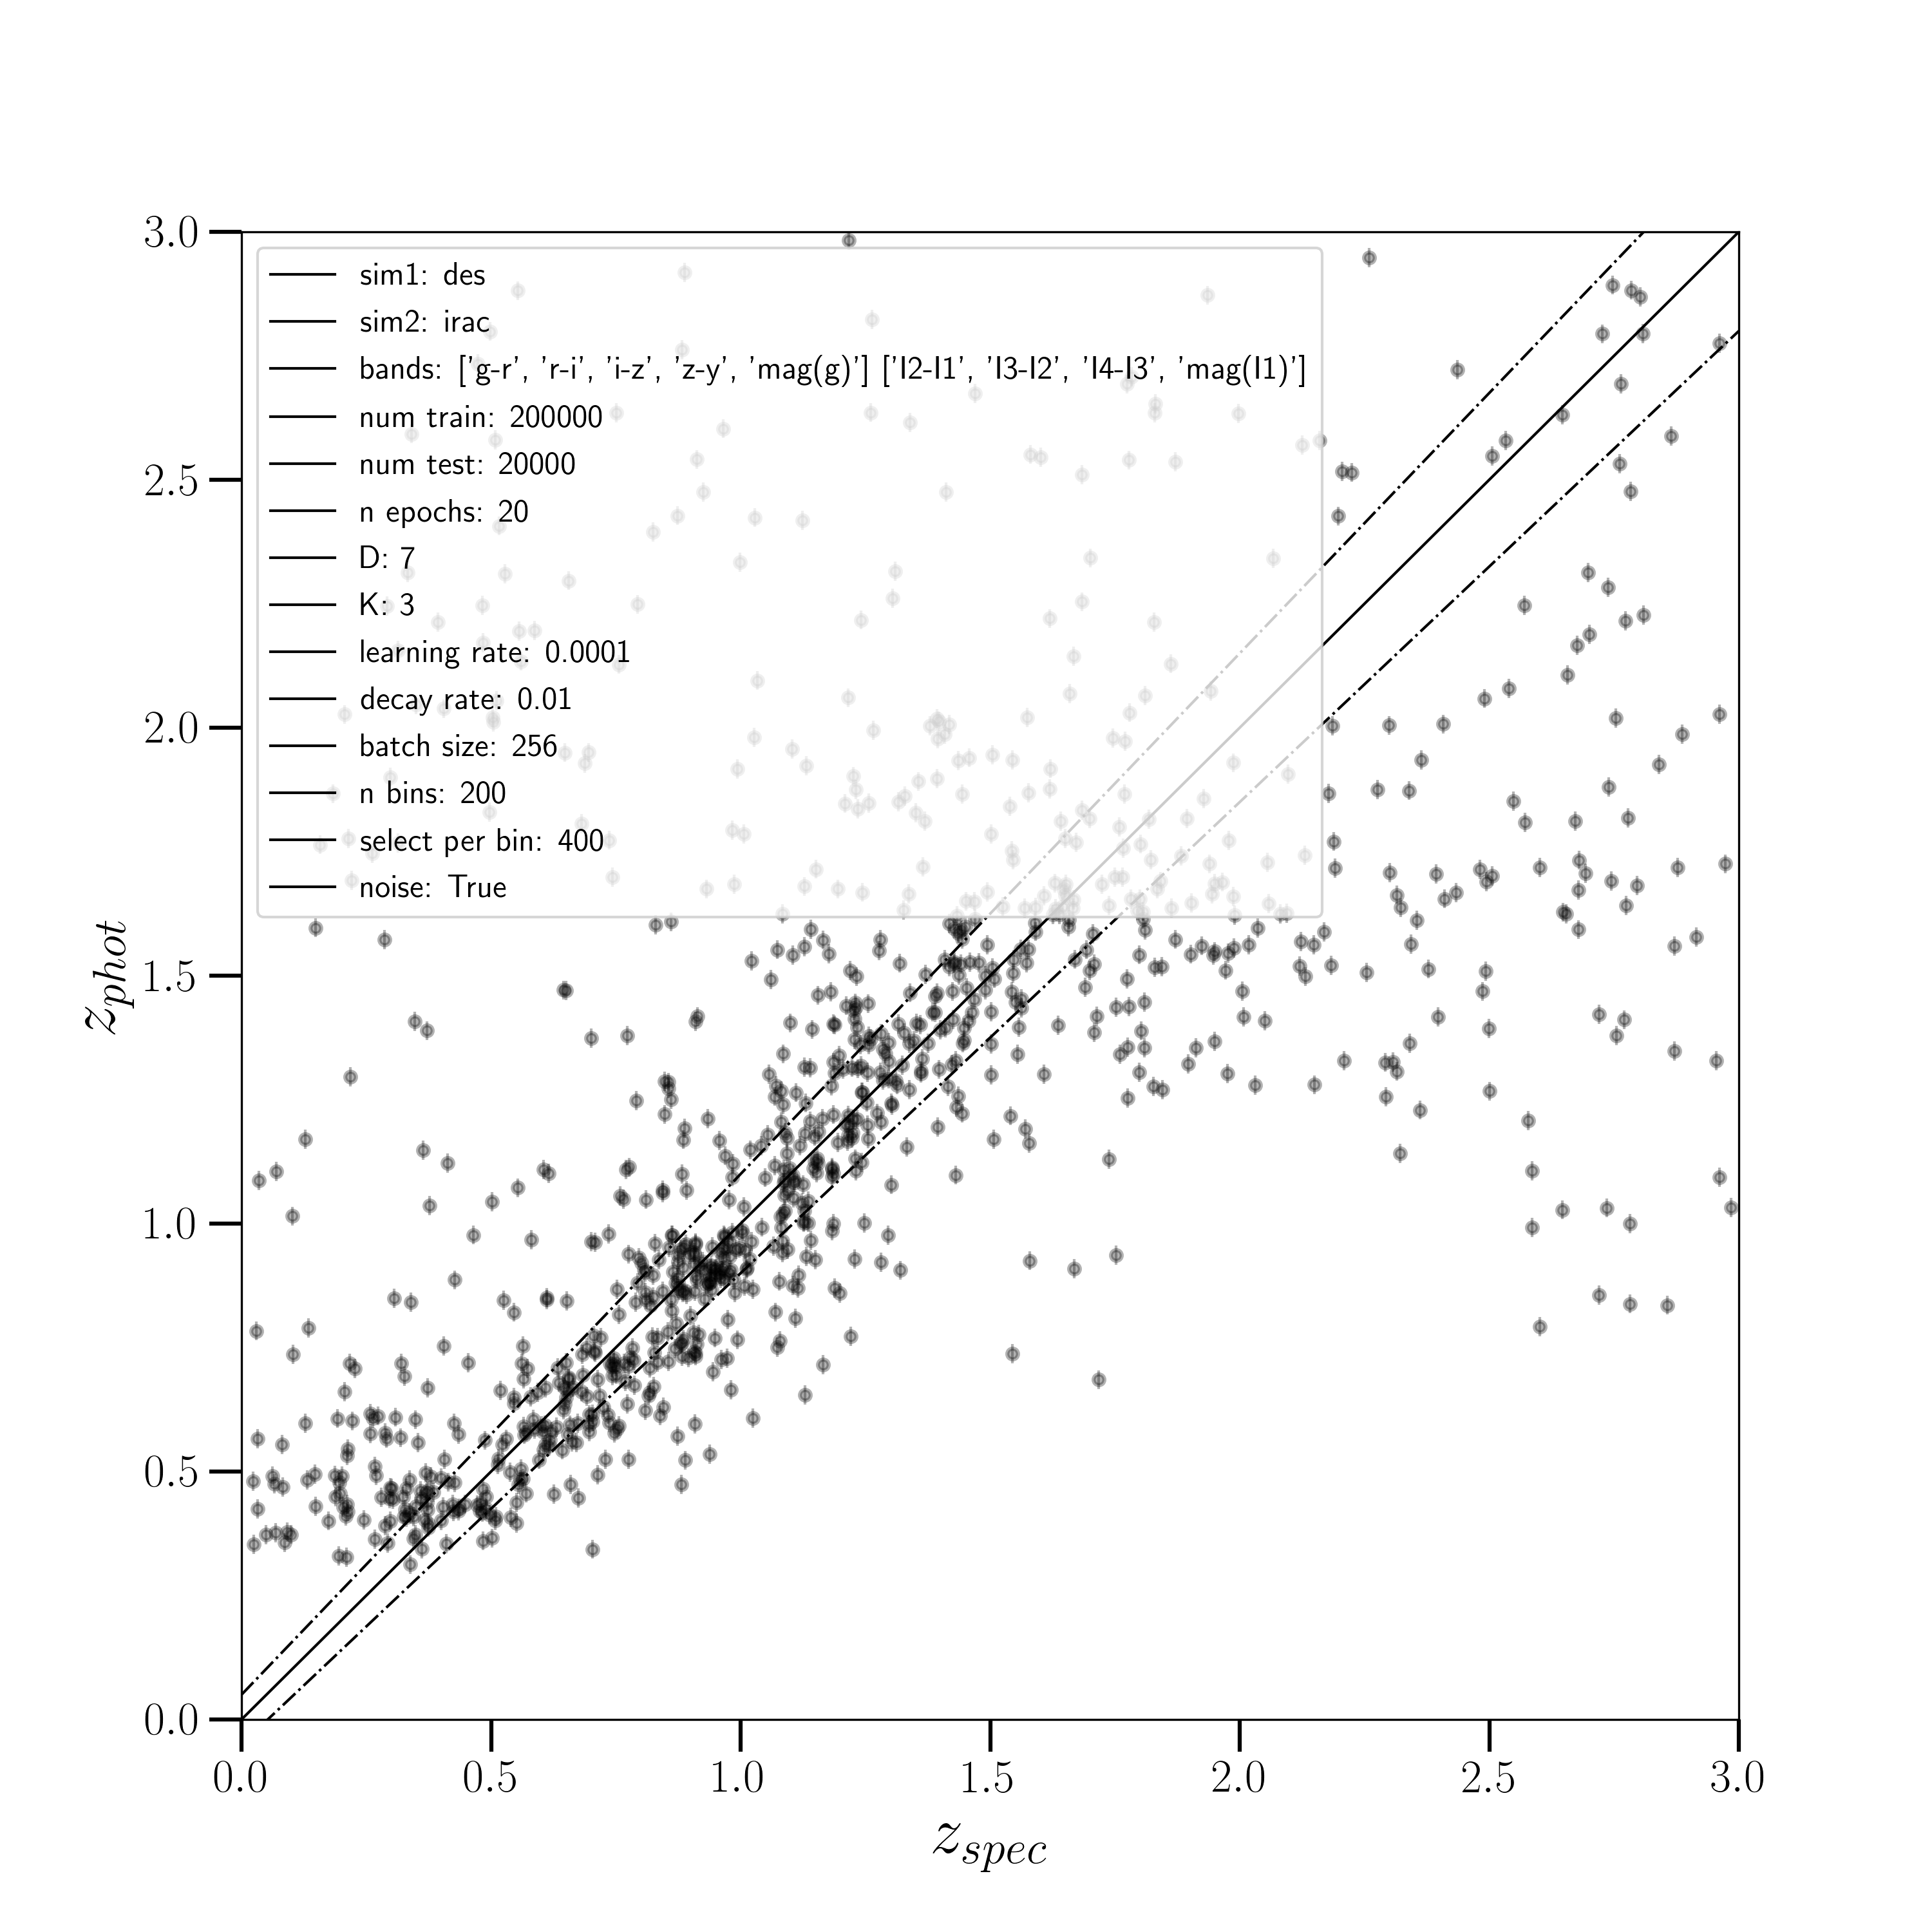 3.0
sim1: des
sim2: irac
bands: ['g-r', 'r-i', 'i-z', 'z-y', 'mag(g)'] ['I2-I1', 'I3-I2', 'I4-I3', 'mag(I1)']
num train: 200000
num test: 20000
2.5
n epochs: 20
D: 7
K: 3
learning rate: 0.0001
decay rate: 0.01
2.0
batch size: 256
n bins: 200
select per bin: 400
noise: True
zphot
1.5
1.0
0.5
0.0
0.0 0.5 1.0 1.5 2.0 2.5 3.0
zspec